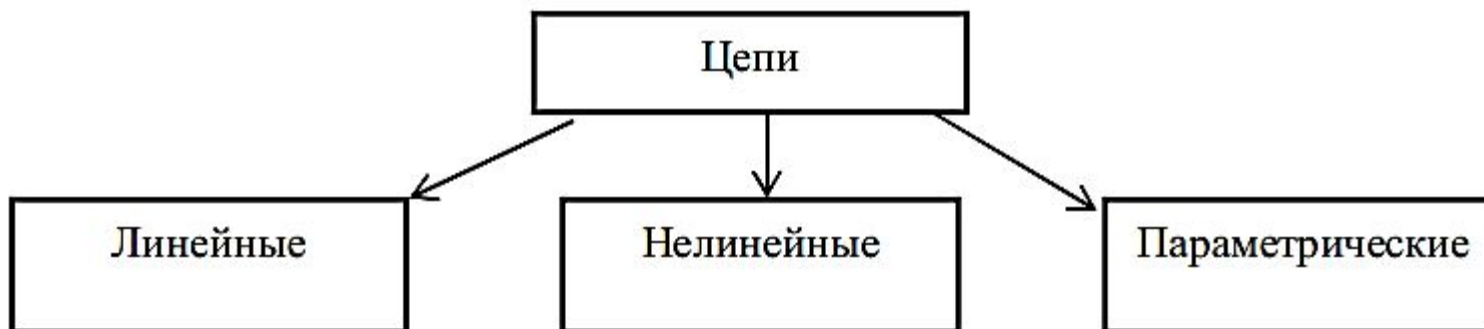 Цепи
Линейные
Нелинейные
Параметрические